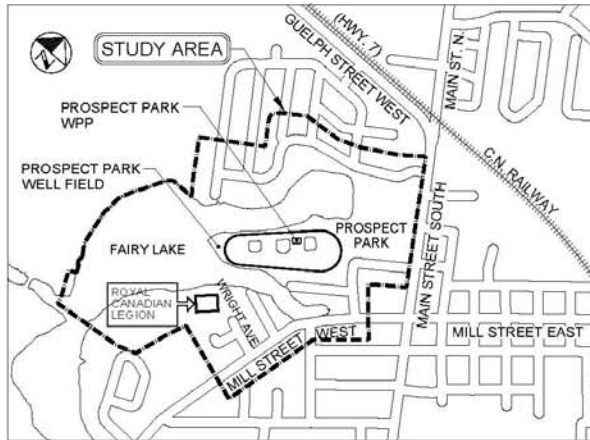 (HWY. 7)
GUELPH STREET WEST
MAIN ST. N.
STUDY AREA
PROSPECT PARK
WPP
C.N. RAILWAY
PROSPECT PARK
WELL FIELD
PROSPECT
PARK
FAIRY LAKE
MAIN STREET SOUTH
ROYAL
CANADIAN
LEGION
WRIGHT AVE
MILL STREET
WEST
MILL STREET EAST